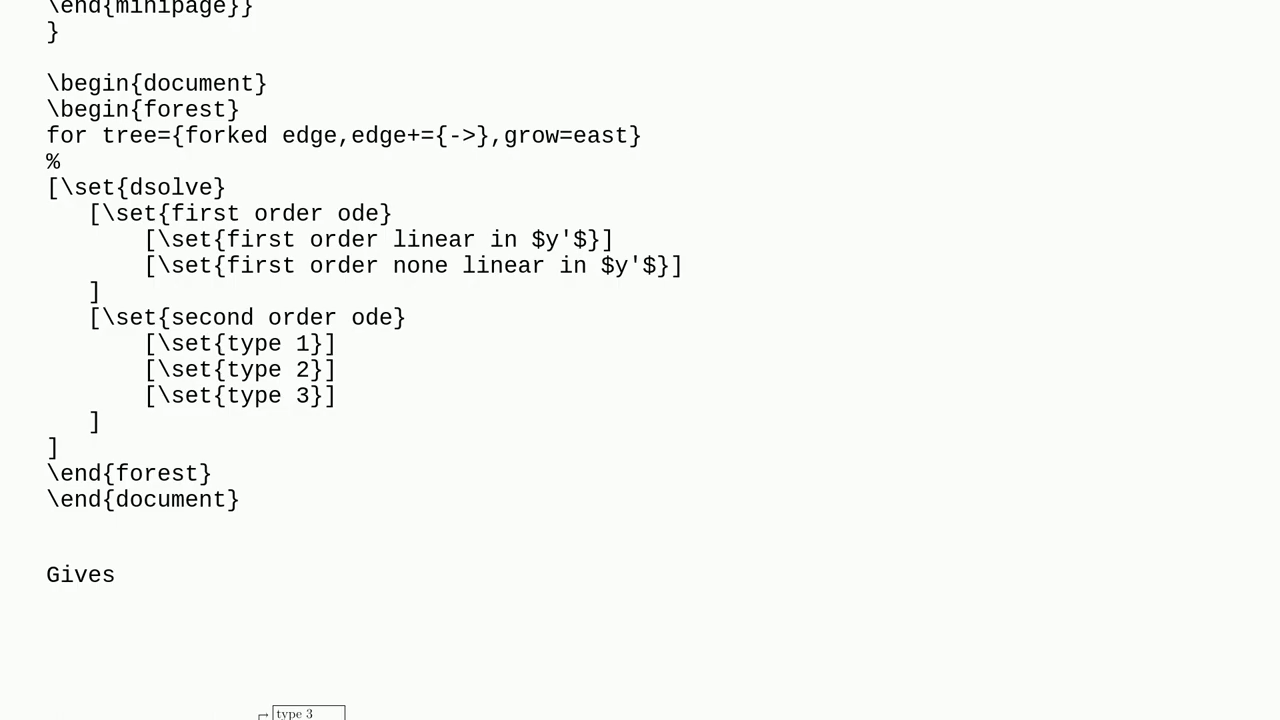 \end{minipage}}
}
\begin{document}
\begin{forest}
for tree={forked edge,edge+={->},grow=east}
%
[\set{dsolve}
[\set{first order ode}
[\set{first order linear in $y'$}]
[\set{first order none linear in $y'$}]
]
[\set{second order ode}
[\set{type 1}]
[\set{type 2}]
[\set{type 3}]
]
]
\end{forest}
\end{document}
Gives
type 3